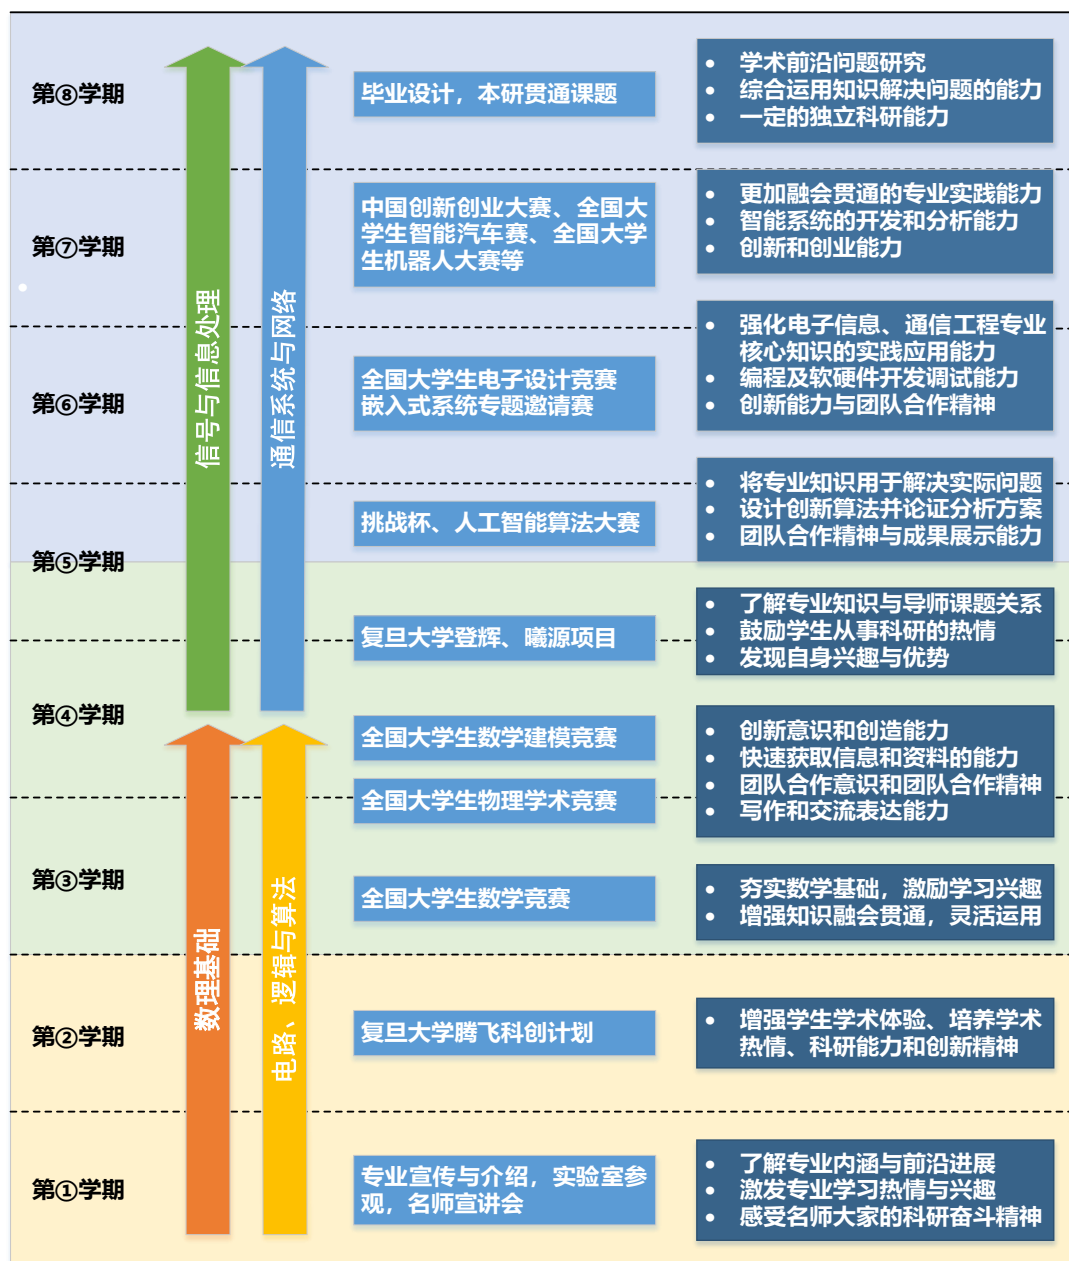 第⑧学期
毕业设计，本研贯通课题
• 学术前沿问题研究
• 综合运用知识解决问题的能力
• 一定的独立科研能力
第⑦学期
中国创新创业大赛、全国大
学生智能汽车赛、全国大学
生机器人大赛等
• 更加融会贯通的专业实践能力
• 智能系统的开发和分析能力
• 创新和创业能力
信号与信息处理
通信系统与网络
第⑥学期
全国大学生电子设计竞赛
嵌入式系统专题邀请赛
• 强化电子信息、通信工程专业
核心知识的实践应用能力
• 编程及软硬件开发调试能力
• 创新能力与团队合作精神
第⑤学期
挑战杯、人工智能算法大赛
• 将专业知识用于解决实际问题
• 设计创新算法并论证分析方案
• 团队合作精神与成果展示能力
复旦大学登辉、曦源项目
• 了解专业知识与导师课题关系
• 鼓励学生从事科研的热情
• 发现自身兴趣与优势
第④学期
全国大学生数学建模竞赛
全国大学生物理学术竞赛
• 创新意识和创造能力
• 快速获取信息和资料的能力
• 团队合作意识和团队合作精神
• 写作和交流表达能力
第③学期
全国大学生数学竞赛
• 夯实数学基础，激励学习兴趣
• 增强知识融会贯通，灵活运用
数理基础
电路、逻辑与算法
第②学期
复旦大学腾飞科创计划
• 增强学生学术体验、培养学术
热情、科研能力和创新精神
第①学期
专业宣传与介绍，实验室参
观，名师宣讲会
• 了解专业内涵与前沿进展
• 激发专业学习热情与兴趣
• 感受名师大家的科研奋斗精神